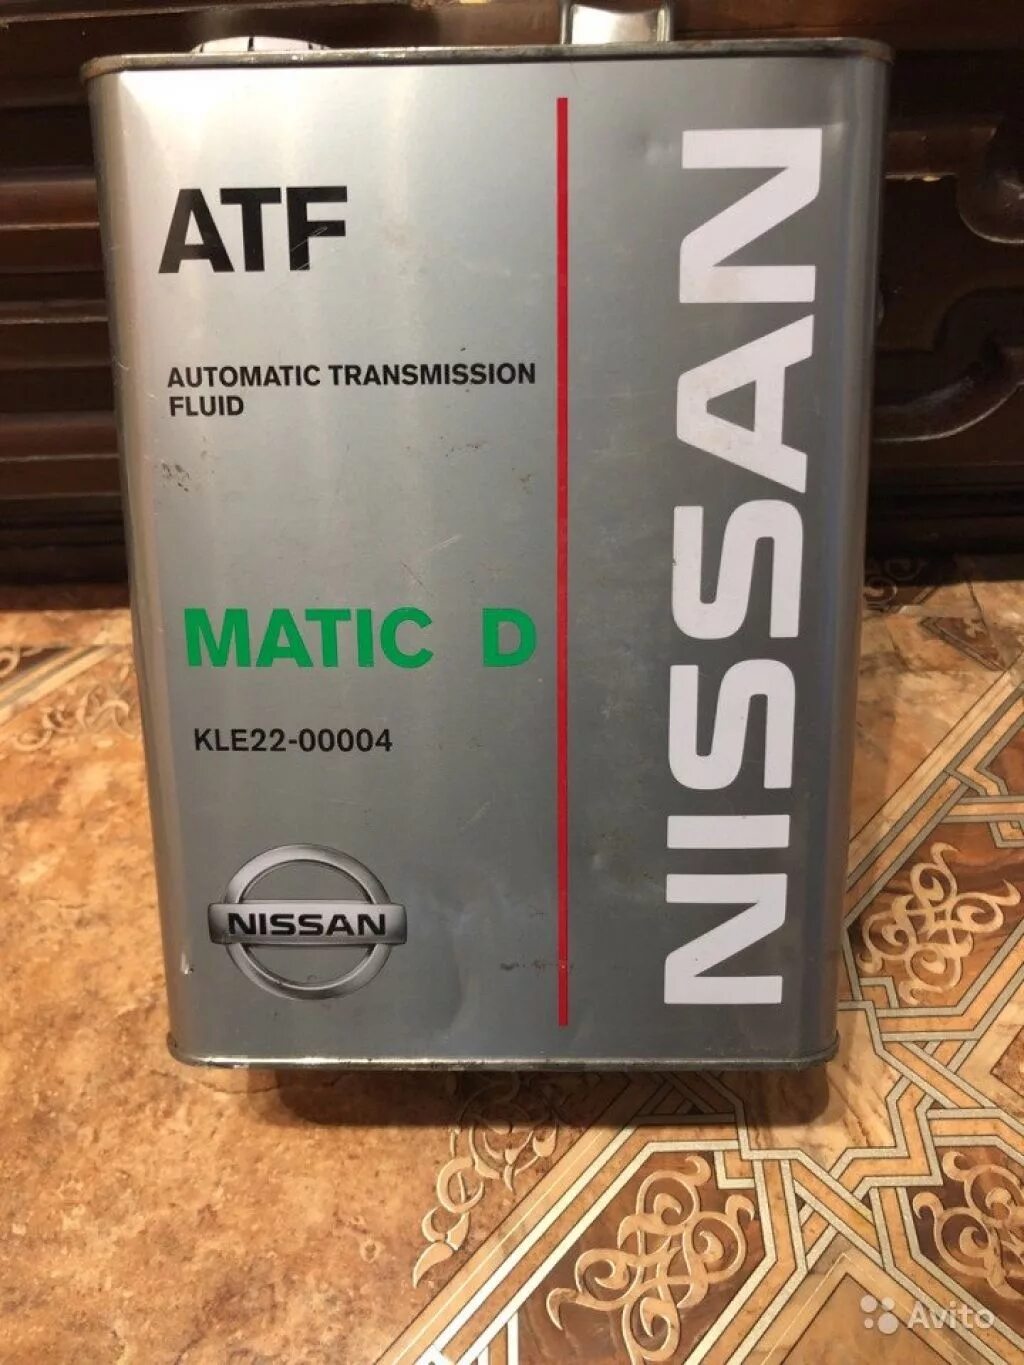 ATF
AUTOMATIC TRANSMISSION
FLUID
MATIC D
KLE22-00004
NISSAN
NISSAN
Avito